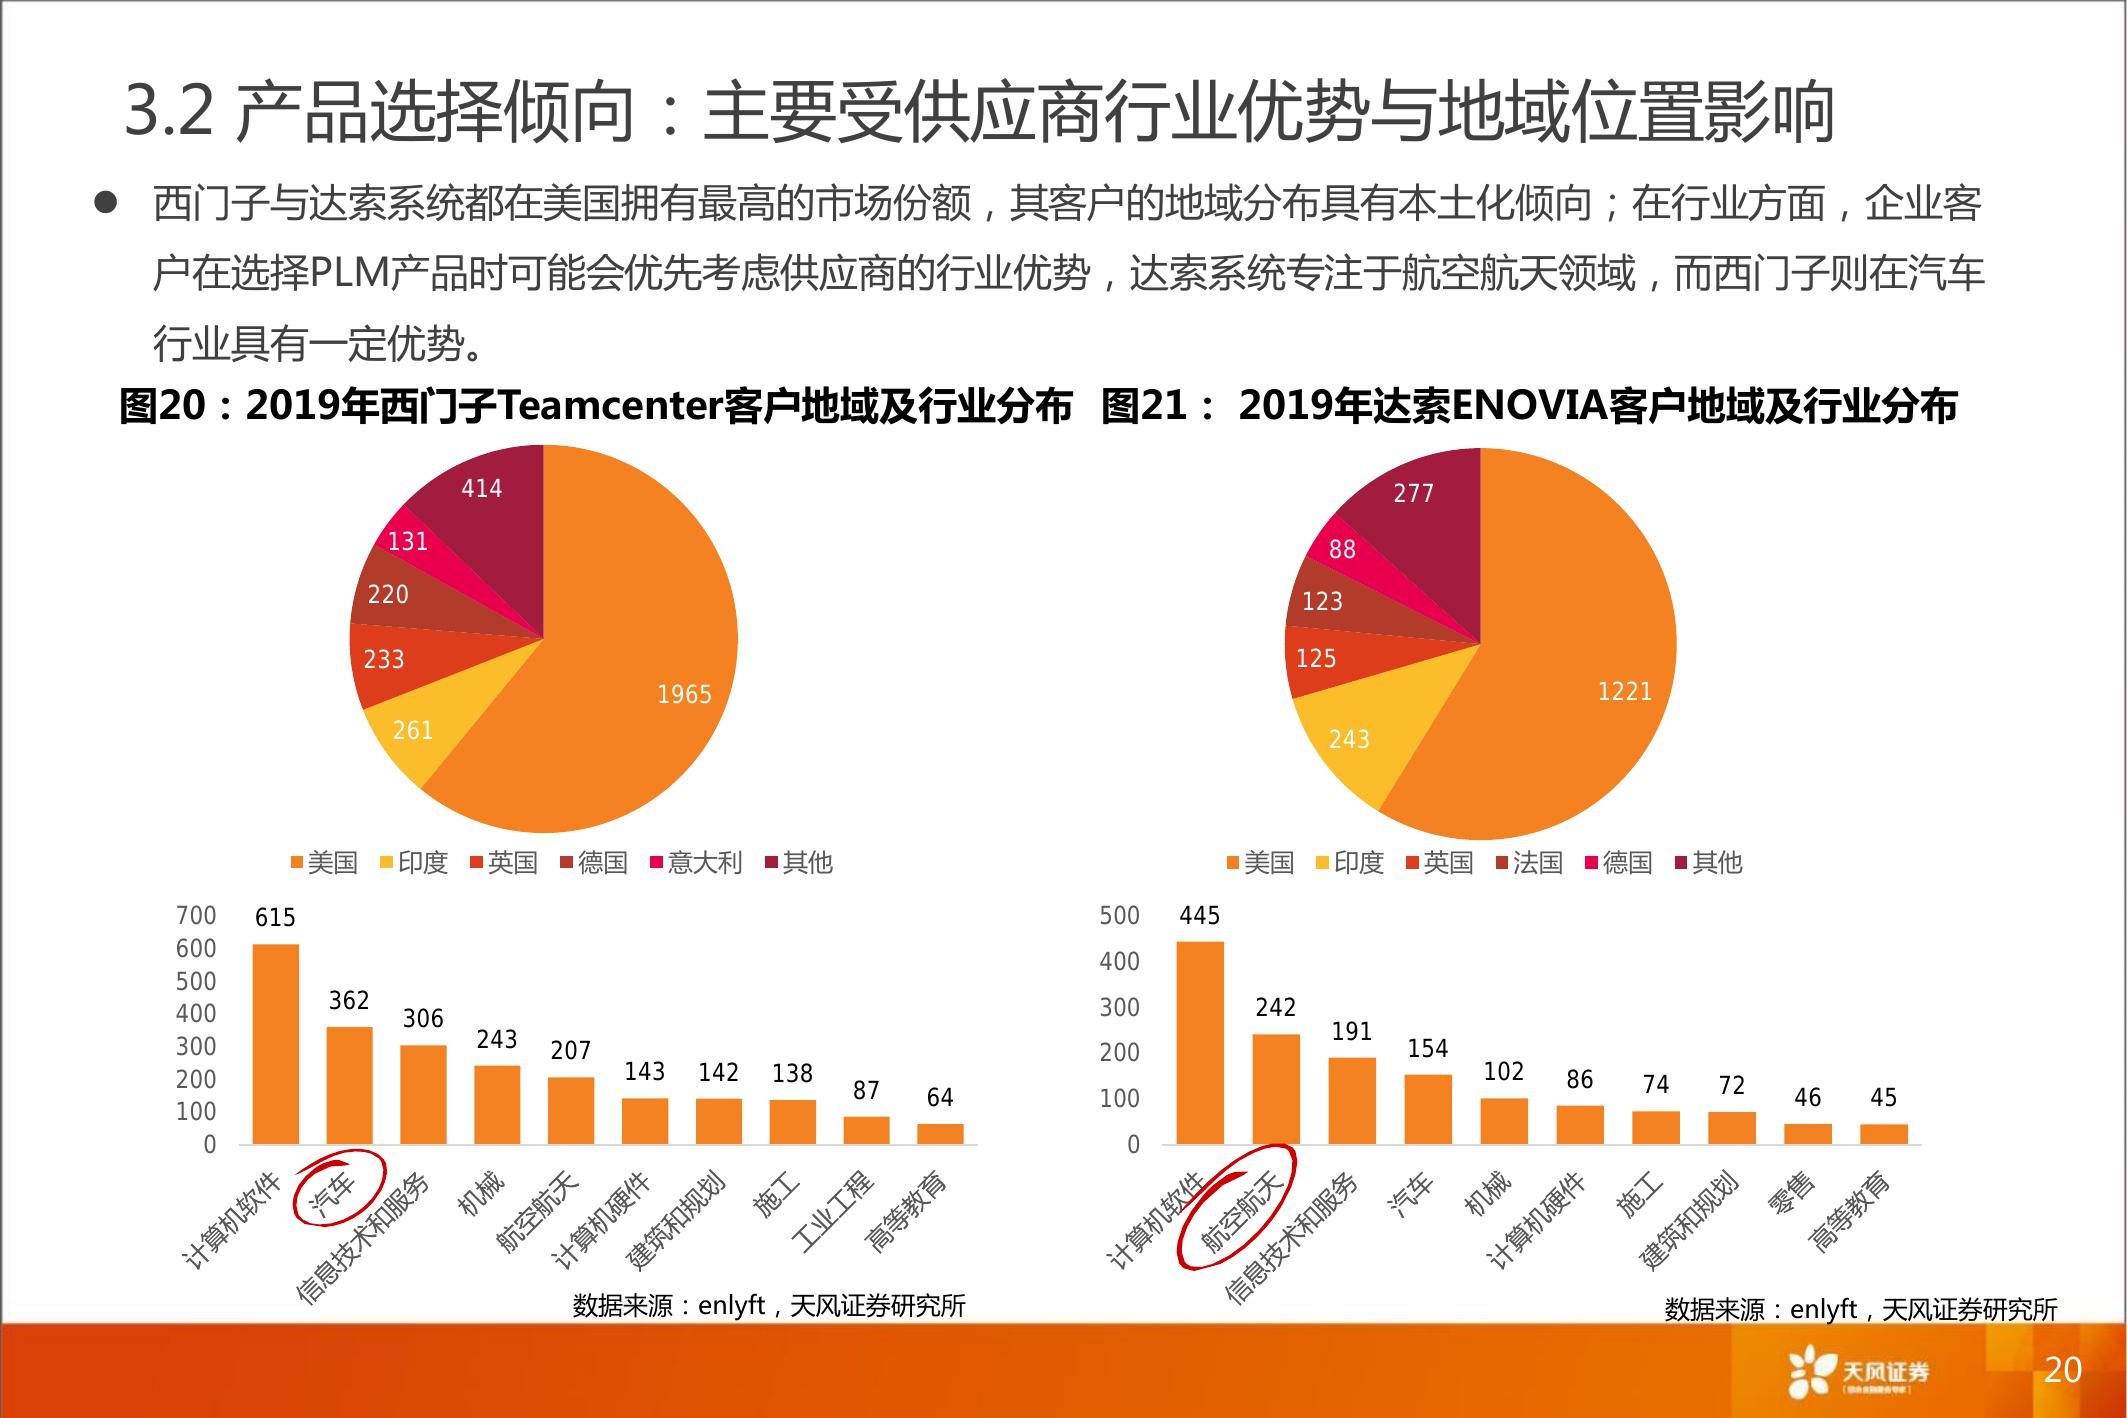 3.2 产品选择倾向：主要受供应商行业优势与地域位置影响
● 西门子与达索系统都在美国拥有最高的市场份额，其客户的地域分布具有本土化倾向；在行业方面，企业客
户在选择PLM产品时可能会优先考虑供应商的行业优势，达索系统专注于航空航天领域，而西门子则在汽车
行业具有一定优势。
图20：2019年西门子Teamcenter客户地域及行业分布
414
131
220
233
261
1965
美国 印度 英国 德国 意大利 其他
700
600
500
400
300
200
100
0
615
362
306
243
207
143
142
138
87
64
计算机软件
汽车
信息技术和服务
机械
航空航天
计算机硬件
建筑和规划
施工
工业工程
高等教育
数据来源：enlyft，天风证券研究所
图21： 2019年达索ENOVIA客户地域及行业分布
277
88
123
125
243
1221
美国 印度 英国 法国 德国 其他
500
400
300
200
100
0
445
242
191
154
102
86
74
72
46
45
计算机软件
航空航天
信息技术和服务
汽车
机械
计算机硬件
施工
建筑和规划
零售
高等教育
数据来源：enlyft，天风证券研究所
天风证券
20